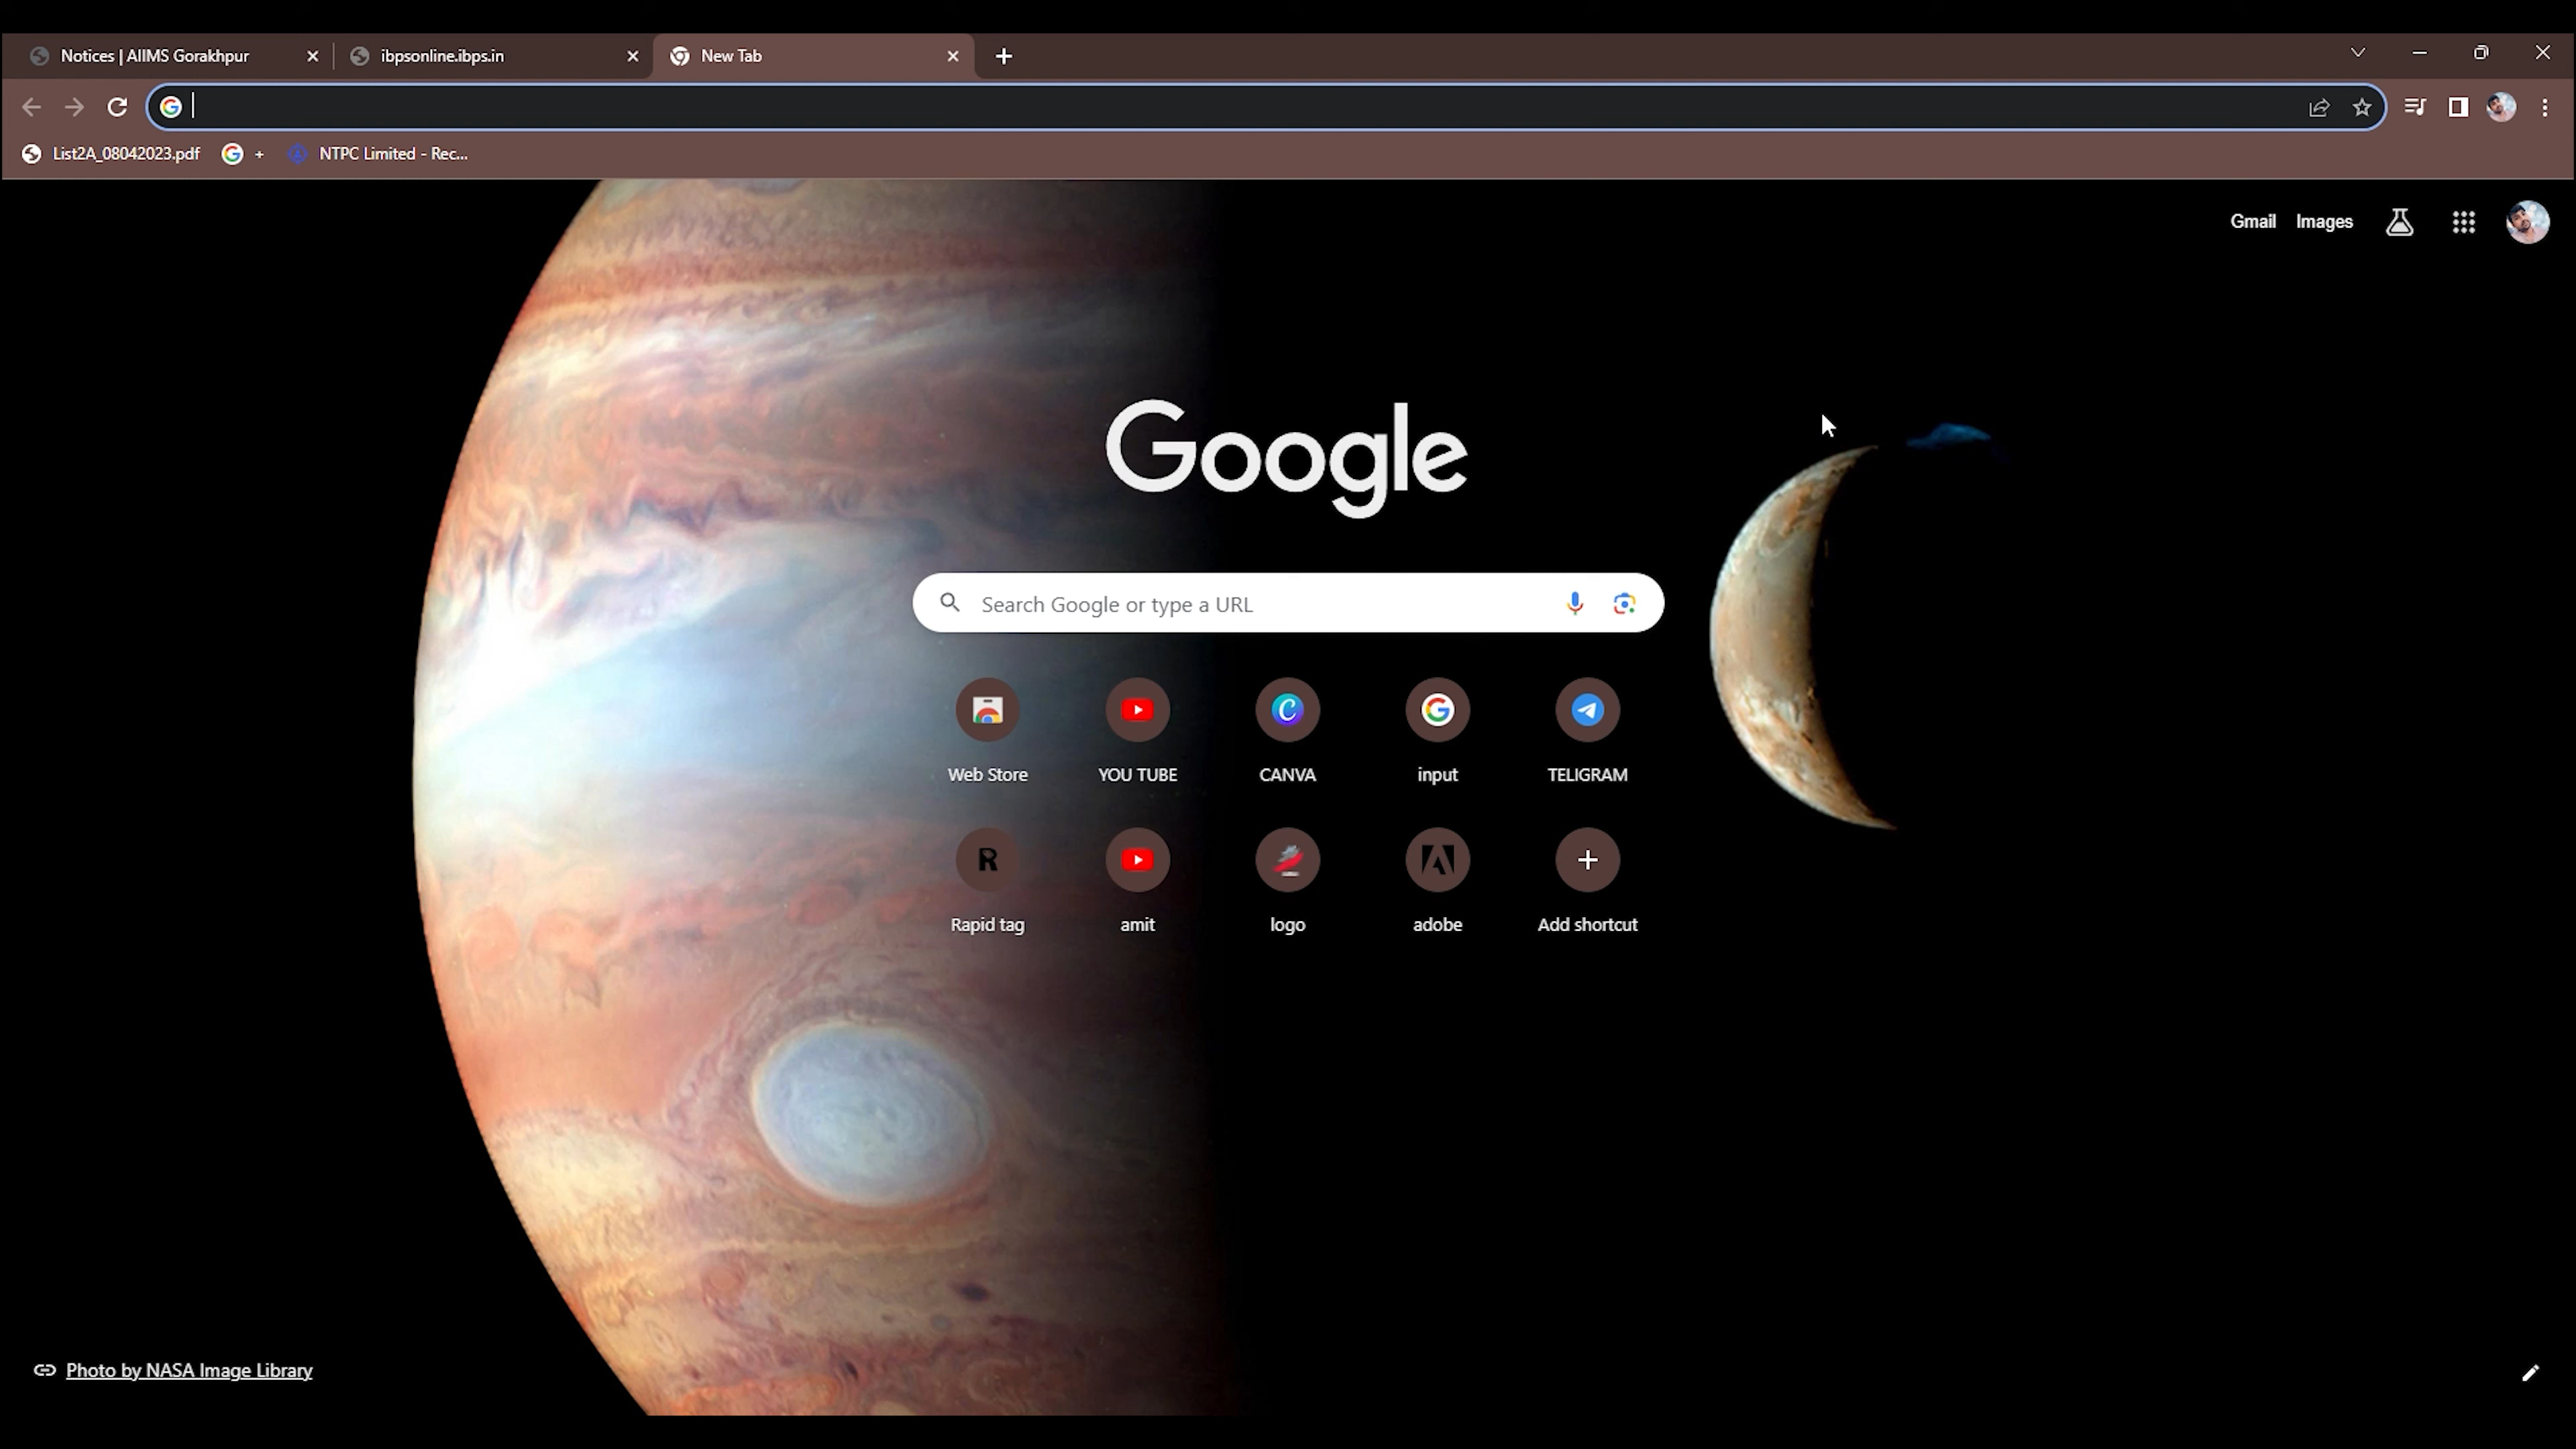 Notices | AIIMS Gorakhpur
ibpsonline.ibps.in
New Tab
List2A_08042023.pdf
+
NTPC Limited - Rec...
Gmail
Images
Google
Search Google or type a URL
Web Store
YOU TUBE
CANVA
input
TELIGRAM
Rapid tag
amit
logo
adobe
Add shortcut
Photo by NASA Image Library